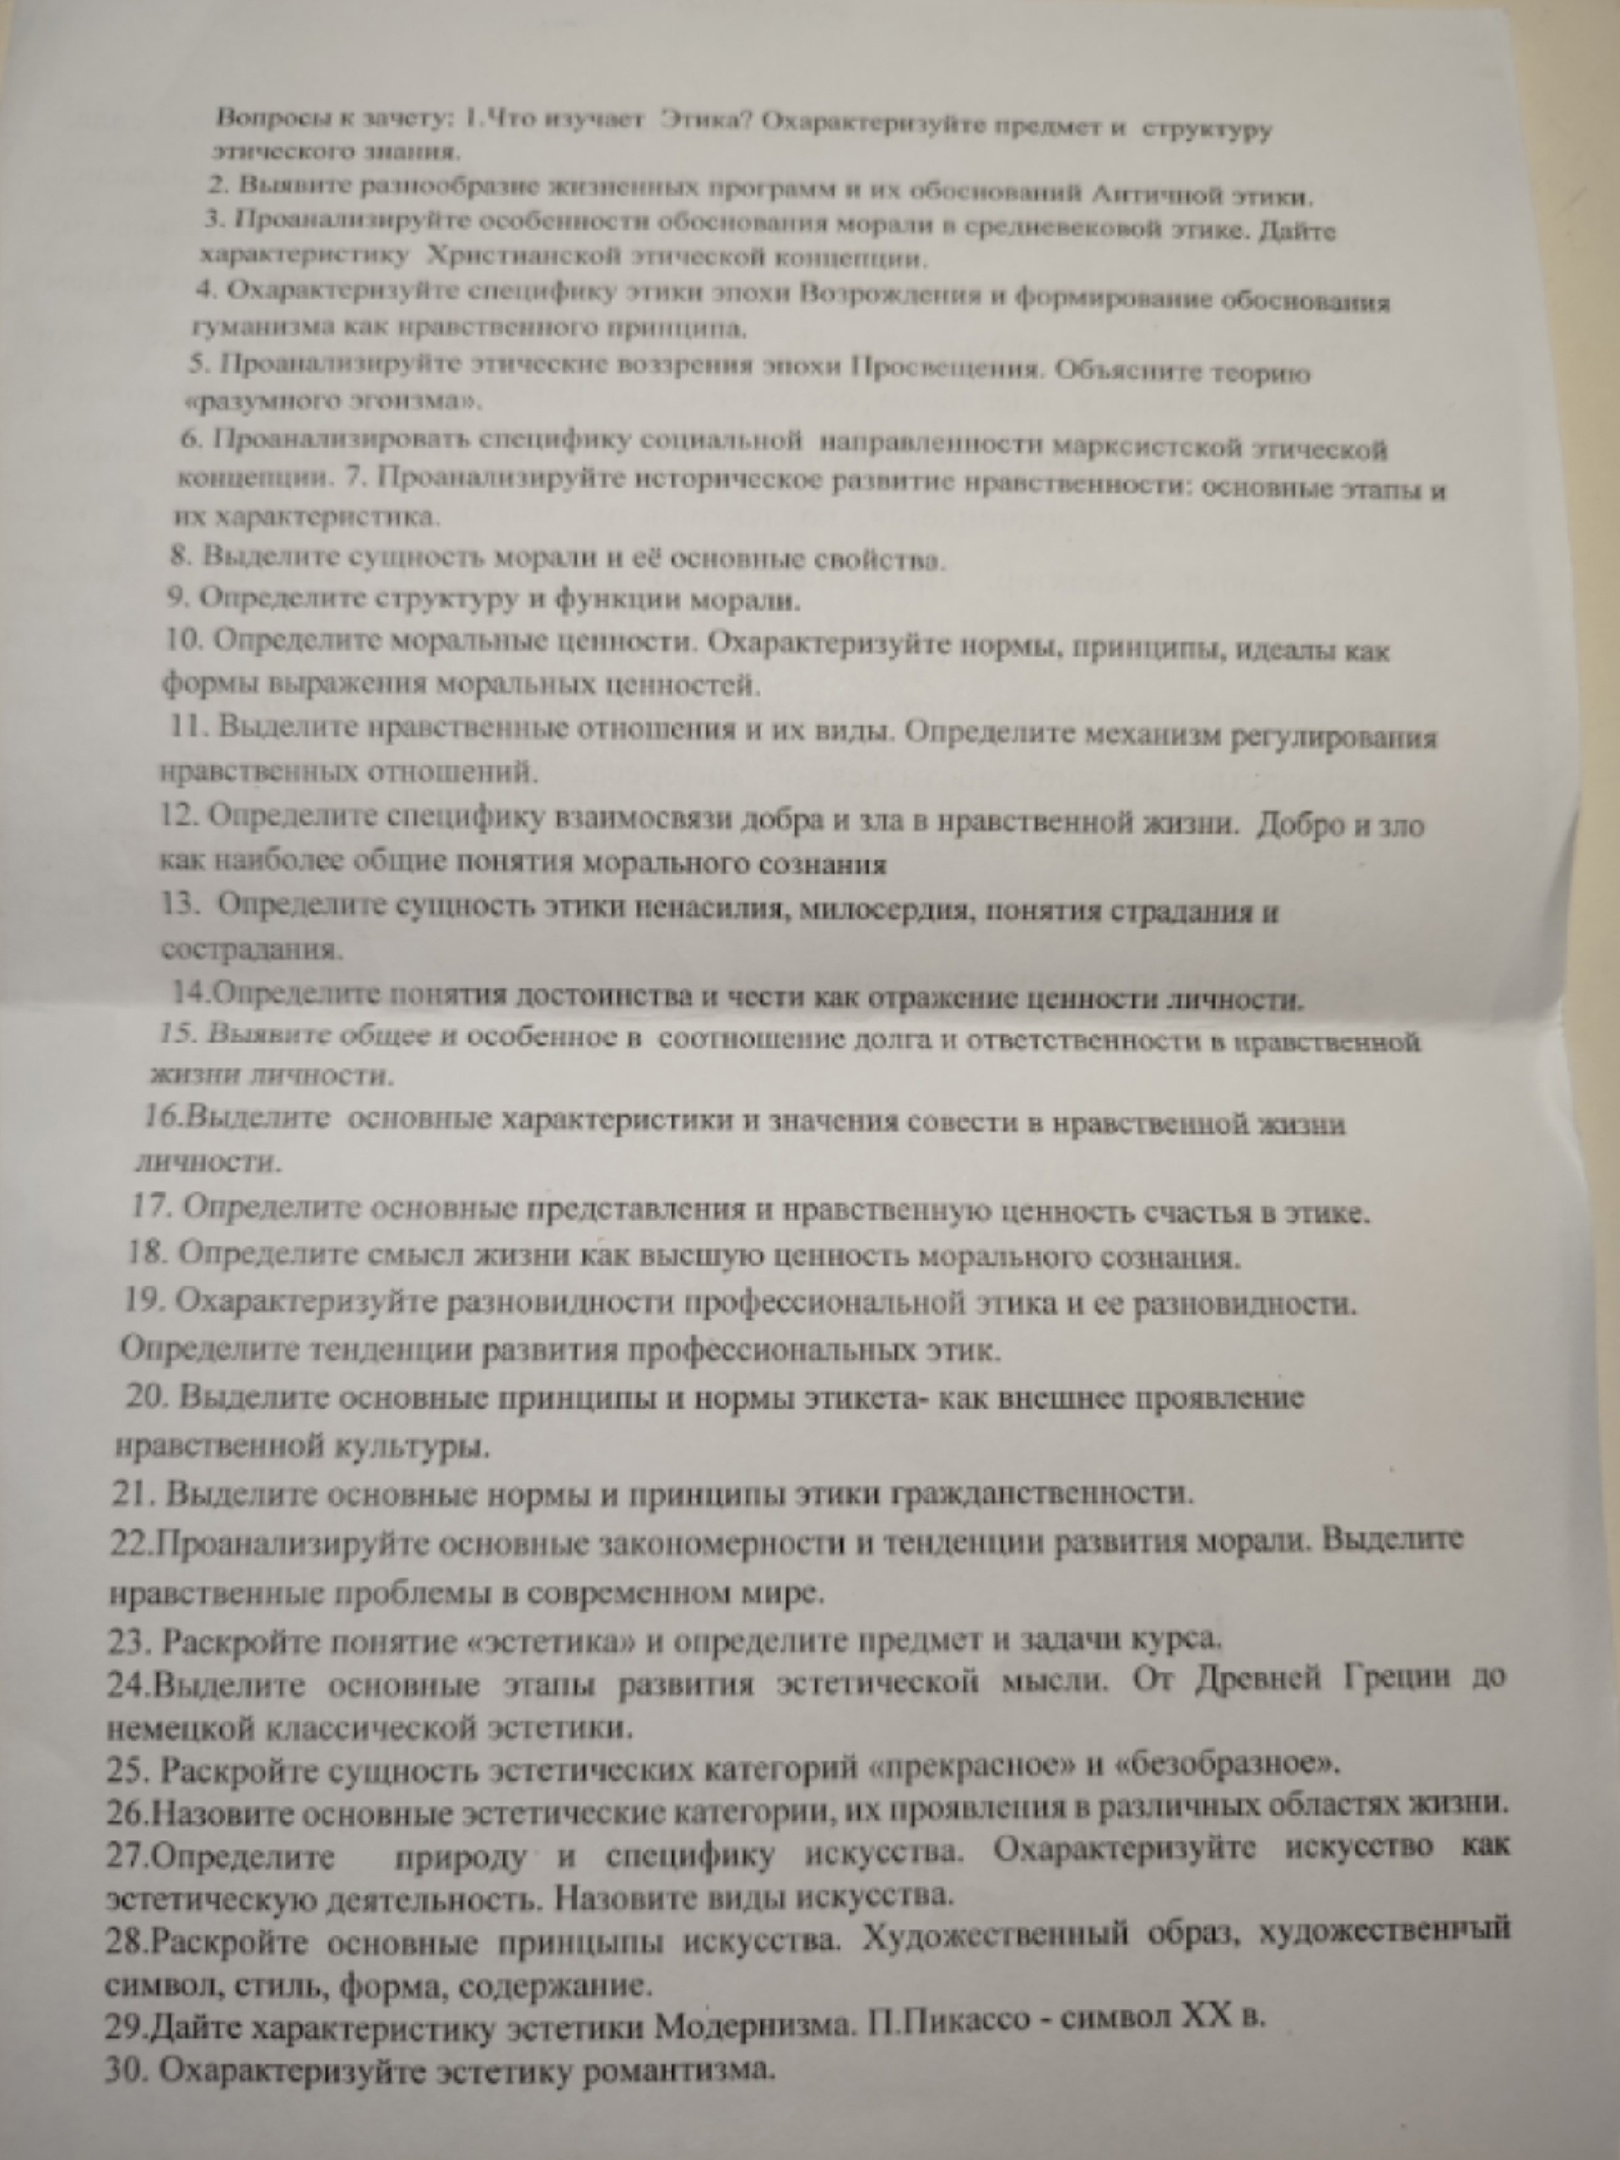 Вопросы к зачету: 1.Что изучает Этика? Охарактеризуйте предмет и структуру
этического знания.
2. Выявите разнообразие жизненных программ и их обоснований Античной этики.
3. Проанализируйте особенности обоснования морали в средневековой этике. Дайте
характеристику Христианской этической концепции.
4. Охарактеризуйте специфику этики эпохи Возрождения и формирование обоснования
гуманизма как нравственного принципа.
5. Проанализируйте этические воззрения эпохи Просвещения. Объясните теорию
«разумного эгоизма».
6. Проанализировать специфику социальной направленности марксистской этической
концепции. 7. Проанализируйте историческое развитие нравственности: основные этапы и
их характеристика.
8. Выделите сущность морали и её основные свойства.
9. Определите структуру и функции морали.
10. Определите моральные ценности. Охарактеризуйте нормы, принципы, идеалы как
формы выражения моральных ценностей.
11. Выделите нравственные отношения и их виды. Определите механизм регулирования
нравственных отношений.
12. Определите специфику взаимосвязи добра и зла в нравственной жизни. Добро и зло
как наиболее общие понятия морального сознания
13. Определите сущность этики ненасилия, милосердия, понятия страдания и
сострадания.
14.Определите понятия достоинства и чести как отражение ценности личности.
15. Выявите общее и особенное в соотношение долга и ответственности в нравственной
жизни личности.
16.Выделите основные характеристики и значения совести в нравственной жизни
личности.
17. Определите основные представления и нравственную ценность счастья в этике.
18. Определите смысл жизни как высшую ценность морального сознания.
19. Охарактеризуйте разновидности профессиональной этика и ее разновидности.
Определите тенденции развития профессиональных этик.
20. Выделите основные принципы и нормы этикета- как внешнее проявление
нравственной культуры.
21. Выделите основные нормы и принципы этики гражданственности.
22.Проанализируйте основные закономерности и тенденции развития морали. Выделите
нравственные проблемы в современном мире.
23. Раскройте понятие «эстетика» и определите предмет и задачи курса.
24.Выделите основные этапы развития эстетической мысли. От Древней Греции до
немецкой классической эстетики.
25. Раскройте сущность эстетических категорий «прекрасное» и «безобразное».
26.Назовите основные эстетические категории, их проявления в различных областях жизни.
27.Определите природу и специфику искусства. Охарактеризуйте искусство как
эстетическую деятельность. Назовите виды искусства.
28.Раскройте основные принцыпы искусства. Художественный образ, художественный
символ, стиль, форма, содержание.
29.Дайте характеристику эстетики Модернизма. П.Пикассо - символ XX в.
30. Охарактеризуйте эстетику романтизма.